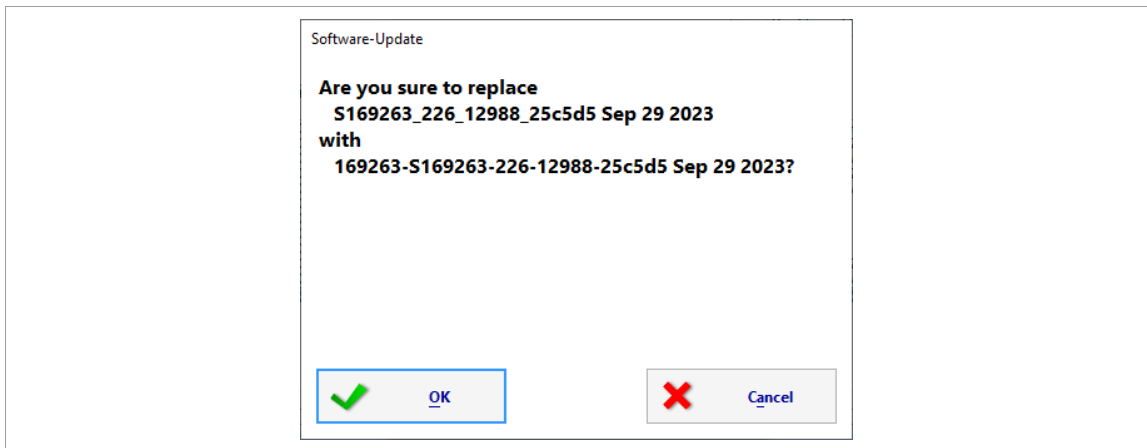 Software-Update
Are you sure to replace
S169263_226_12988_25c5d5 Sep 29 2023
with
169263-S169263-226-12988-25c5d5 Sep 29 2023?
OK
Cancel